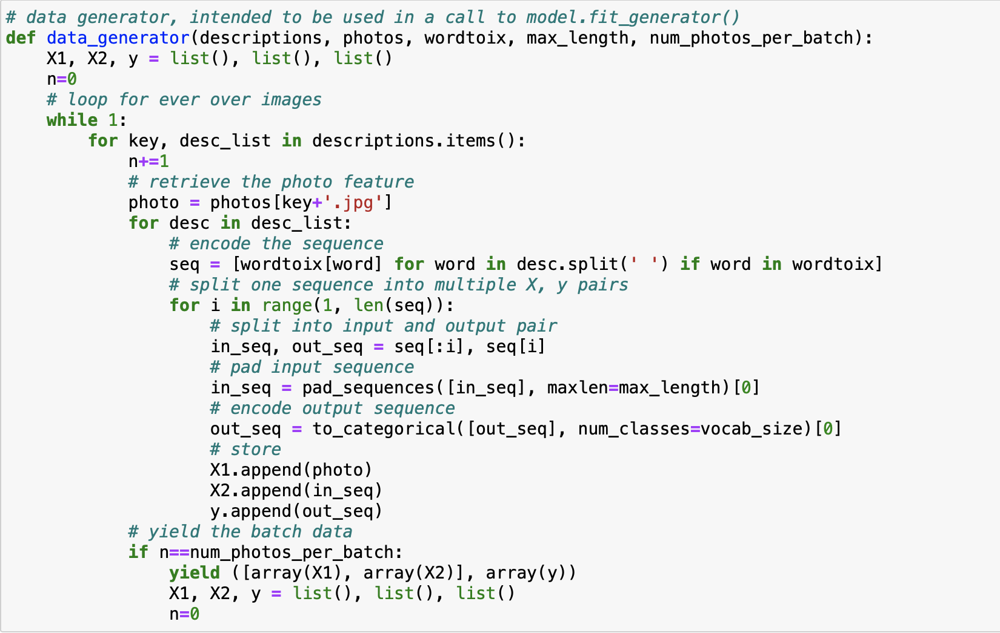 # data generator, intended to be used in a call to model.fit_generator()
def data_generator(descriptions, photos, wordtoix, max_length, num_photos_per_batch):
    X1, X2, y = list(), list(), list()
    n=0
    # loop for ever over images
    while 1:
        for key, desc_list in descriptions.items():
            n+=1
            # retrieve the photo feature
            photo = photos[key+'.jpg']
            for desc in desc_list:
                # encode the sequence
                seq = [wordtoix[word] for word in desc.split(' ') if word in wordtoix]
                # split one sequence into multiple X, y pairs
                for i in range(1, len(seq)):
                    # split into input and output pair
                    in_seq, out_seq = seq[:i], seq[i]
                    # pad input sequence
                    in_seq = pad_sequences([in_seq], maxlen=max_length)[0]
                    # encode output sequence
                    out_seq = to_categorical([out_seq], num_classes=vocab_size)[0]
                    # store
                    X1.append(photo)
                    X2.append(in_seq)
                    y.append(out_seq)
            # yield the batch data
            if n==num_photos_per_batch:
                yield ([array(X1), array(X2)], array(y))
                X1, X2, y = list(), list(), list()
                n=0